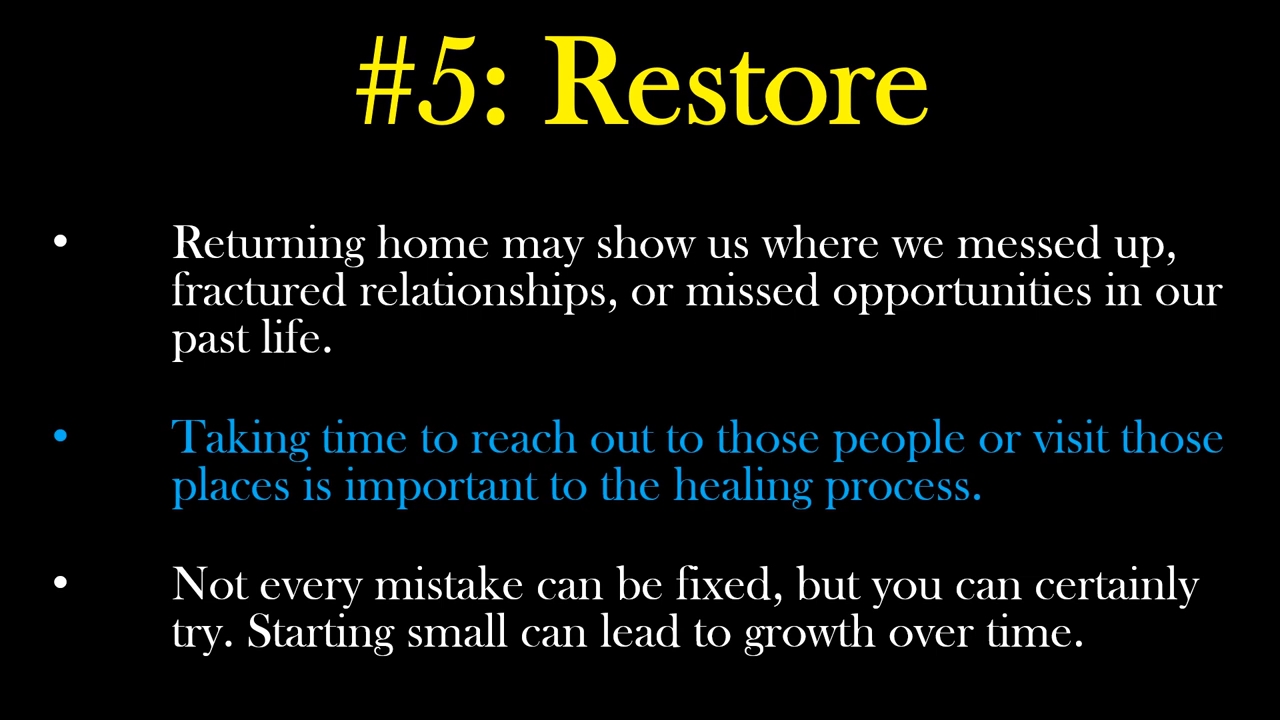 #5: Restore
• Returning home may show us where we messed up,
fractured relationships, or missed opportunities in our
past life.
• Taking time to reach out to those people or visit those
places is important to the healing process.
• Not every mistake can be fixed, but you can certainly
try. Starting small can lead to growth over time.